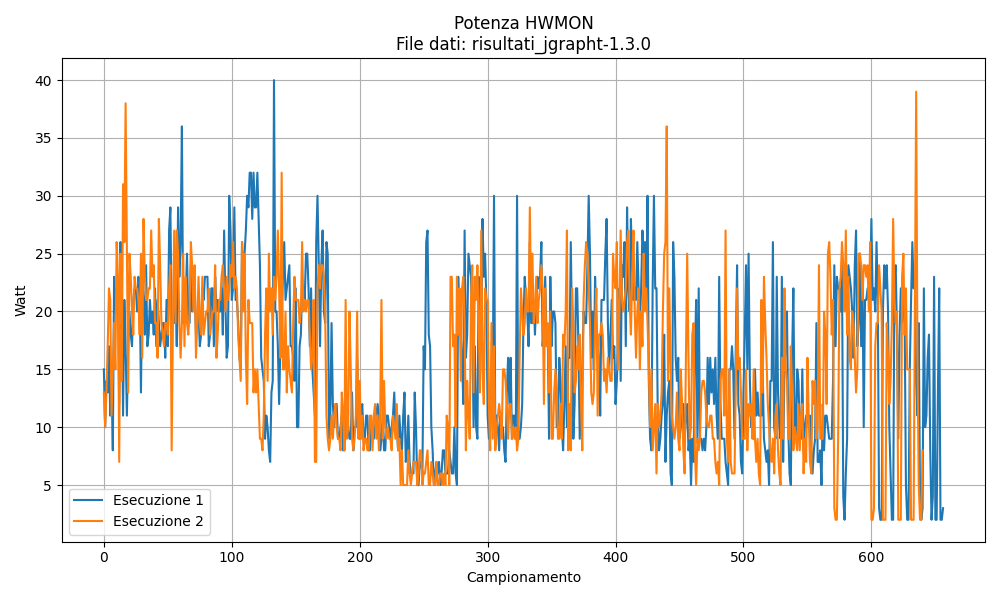 Potenza HWMON
File dati: risultati_jgrapht-1.3.0
Watt
40
35
30
25
20
15
10
5
Esecuzione 1
Esecuzione 2
0 100 200 300 400 500 600
Campionamento